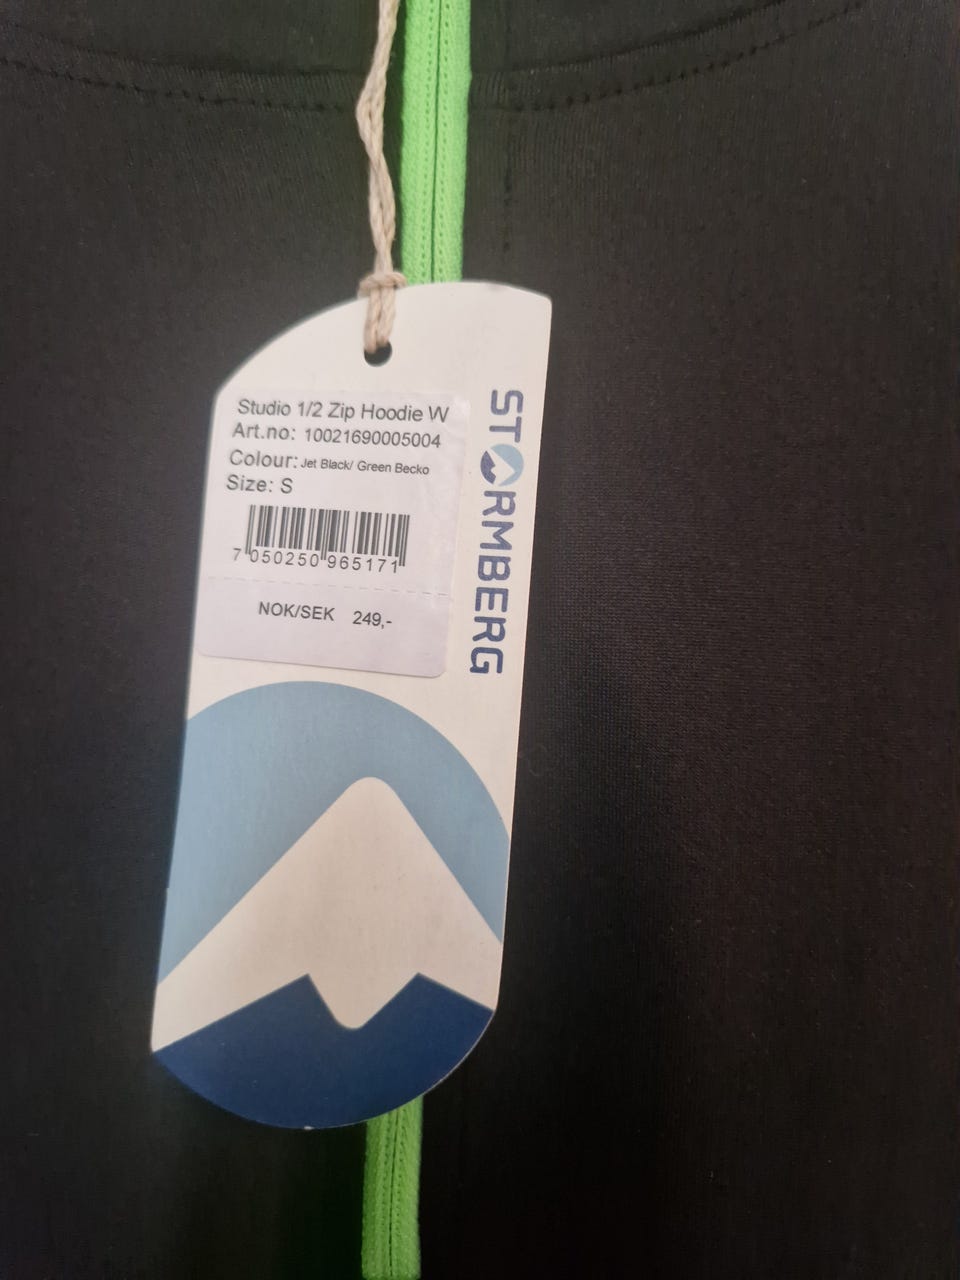 Studio 1/2 Zip Hoodie W
Art.no: 10021690005004
Colour: Jet Black/ Green Becko
Size: S
7 050250 965171
NOK/SEK 249,-
STORMBERG